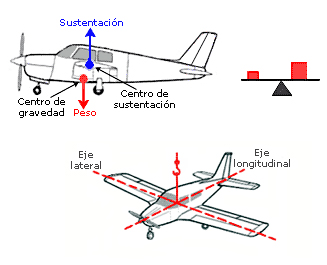 Sustentación
Centro de
gravedad
Peso
Centro de
sustentación
Eje
lateral
Eje
longitudinal